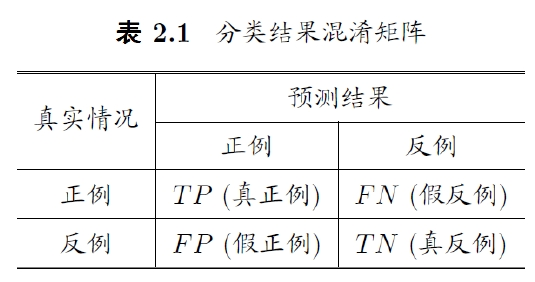 表 2.1 分类结果混淆矩阵
真实情况 预测结果
正例 反例
正例 TP (真正例) FN (假反例)
反例 FP (假正例) TN (真反例)